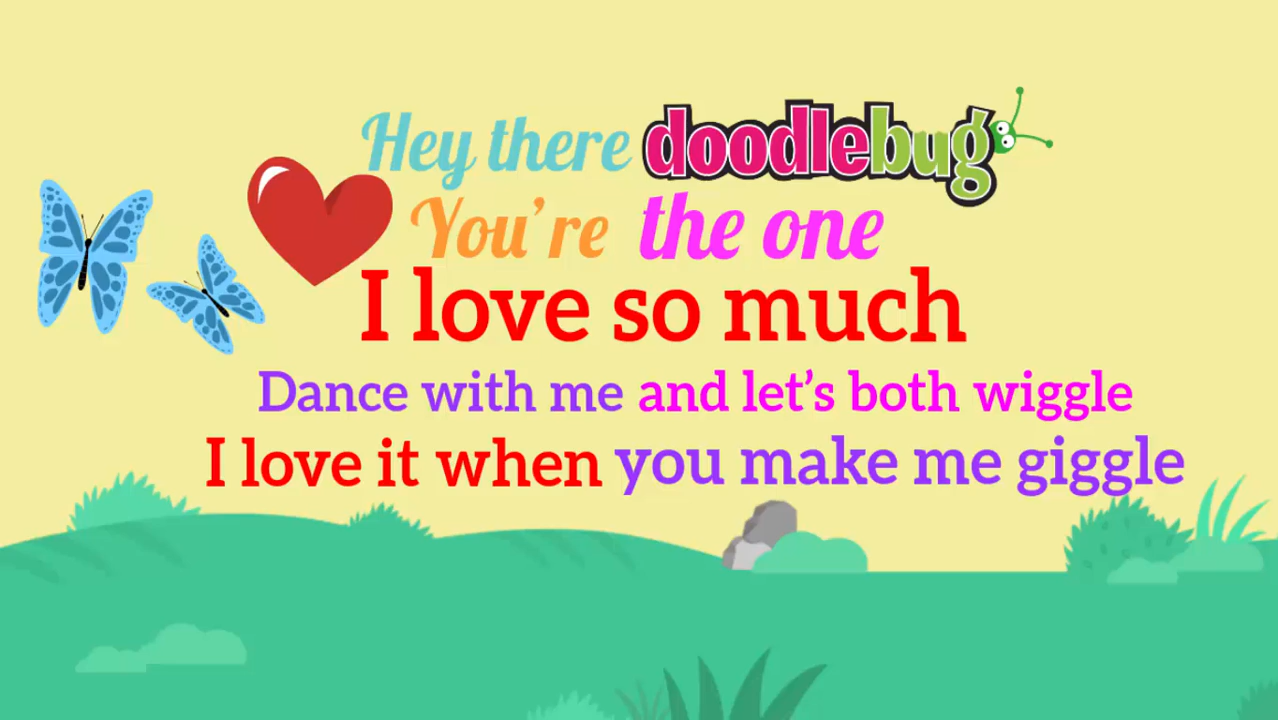 Hey there doodlebug
You're the one
I love so much
Dance with me and let's both wiggle
I love it when you make me giggle